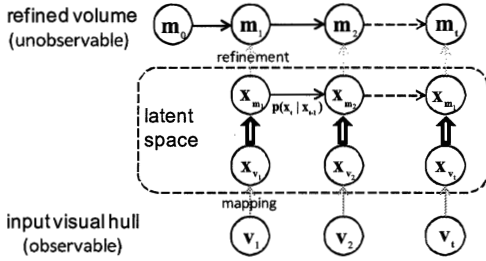 refined volume
(unobservable)
m₀ m₁ m₂ mₜ
refinement
latent
space
xₘ₁ p(xₜ | xₜ₋₁) xₘ₂ xₘₜ
xᵥ₁ xᵥ₂ xᵥₜ
mapping
input visual hull
(observable)
v₁ v₂ vₜ